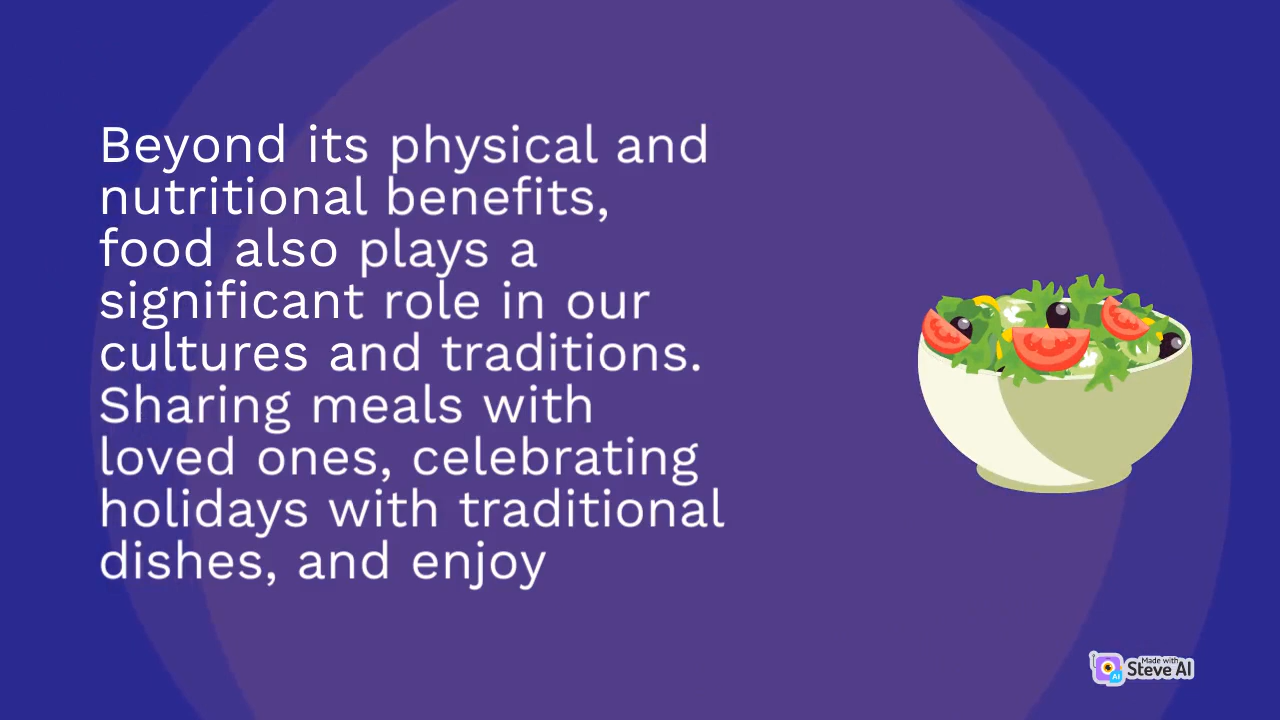 Beyond its physical and
nutritional benefits,
food also plays a
significant role in our
cultures and traditions.
Sharing meals with
loved ones, celebrating
holidays with traditional
dishes, and enjoy
Made with
Steve AI
AI